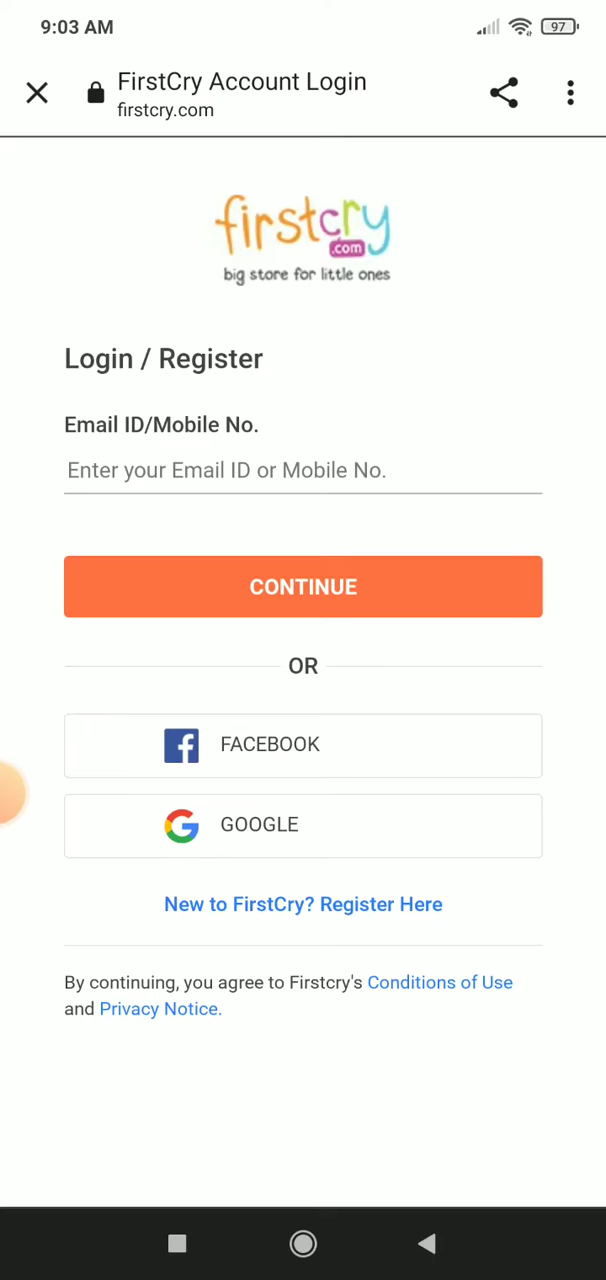 9:03 AM
97
FirstCry Account Login
firstcry.com
firstcry
.com
big store for little ones
Login / Register
Email ID/Mobile No.
Enter your Email ID or Mobile No.
CONTINUE
OR
FACEBOOK
GOOGLE
New to FirstCry? Register Here
By continuing, you agree to Firstcry's Conditions of Use
and Privacy Notice.